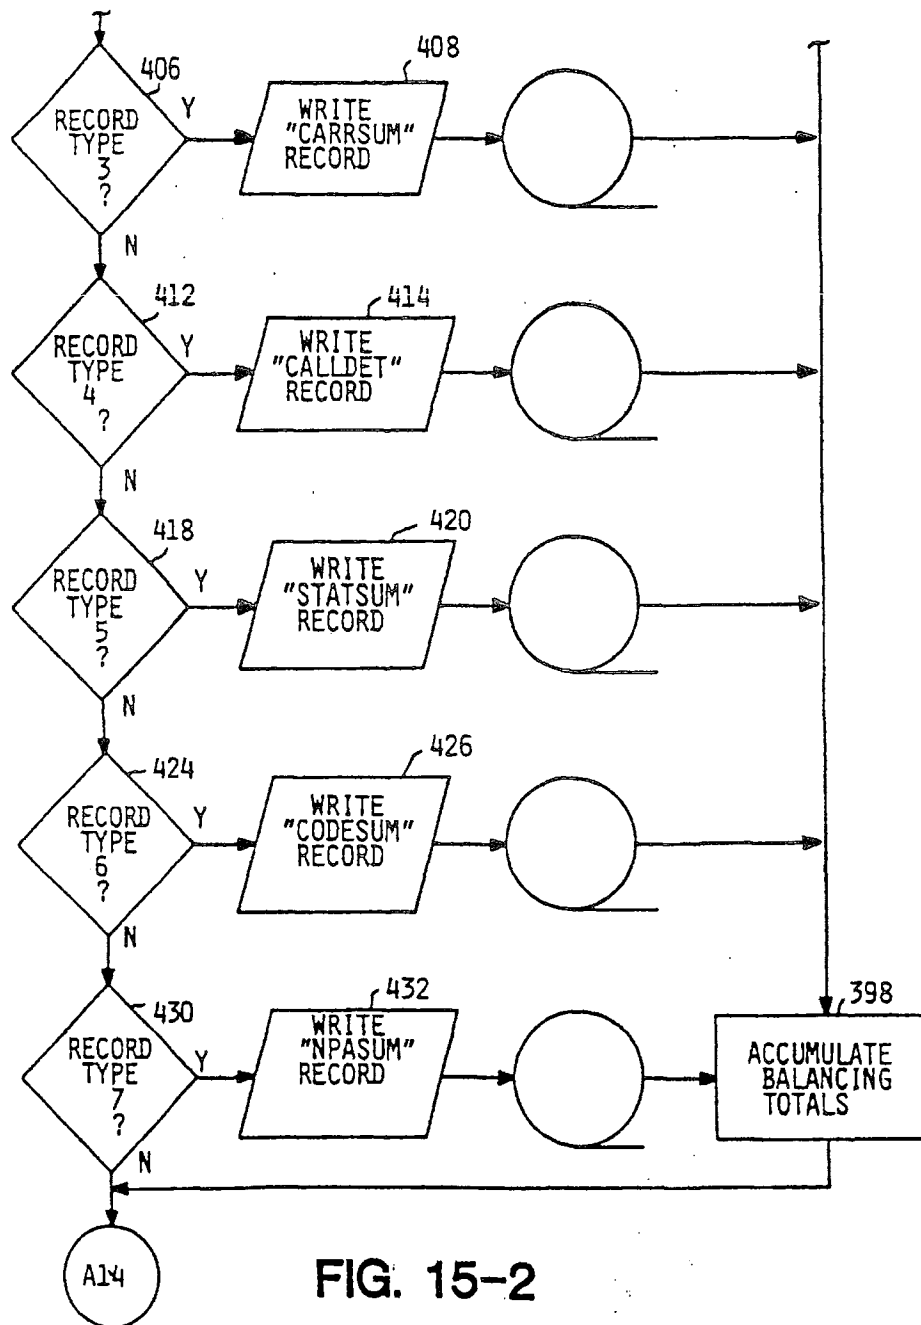 406
408
RECORD
TYPE
3
?
Y
WRITE
"CARRSUM"
RECORD
N
412
414
RECORD
TYPE
4
?
Y
WRITE
"CALLDET"
RECORD
N
418
420
RECORD
TYPE
5
?
Y
WRITE
"STATSUM"
RECORD
N
424
426
RECORD
TYPE
6
?
Y
WRITE
"CODESUM"
RECORD
N
430
432
398
RECORD
TYPE
7
?
Y
WRITE
"NPASUM"
RECORD
ACCUMULATE
BALANCING
TOTALS
N
A14
FIG. 15-2